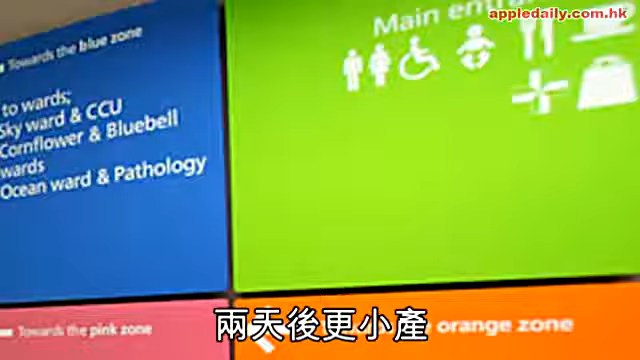 appledaily.com.hk
Towards the blue zone
Main
to wards;
Sky ward & CCU
Cornflower & Bluebell
wards
Ocean ward & Pathology
Towards the pink zone
orange zone
兩天後更小產